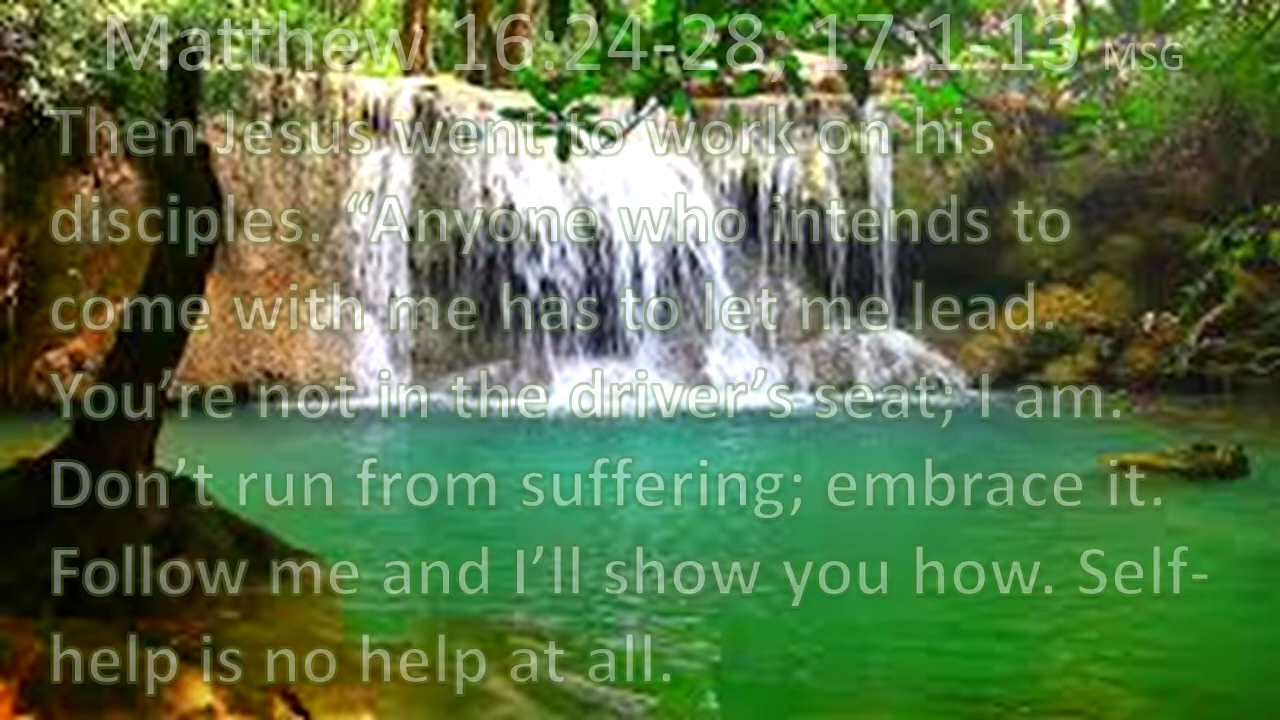 Matthew 16:24-28; 17:1-13 MSG
Then Jesus went to work on his
disciples. “Anyone who intends to
come with me has to let me lead.
You’re not in the driver’s seat; I am.
Don’t run from suffering; embrace it.
Follow me and I’ll show you how. Self-
help is no help at all.